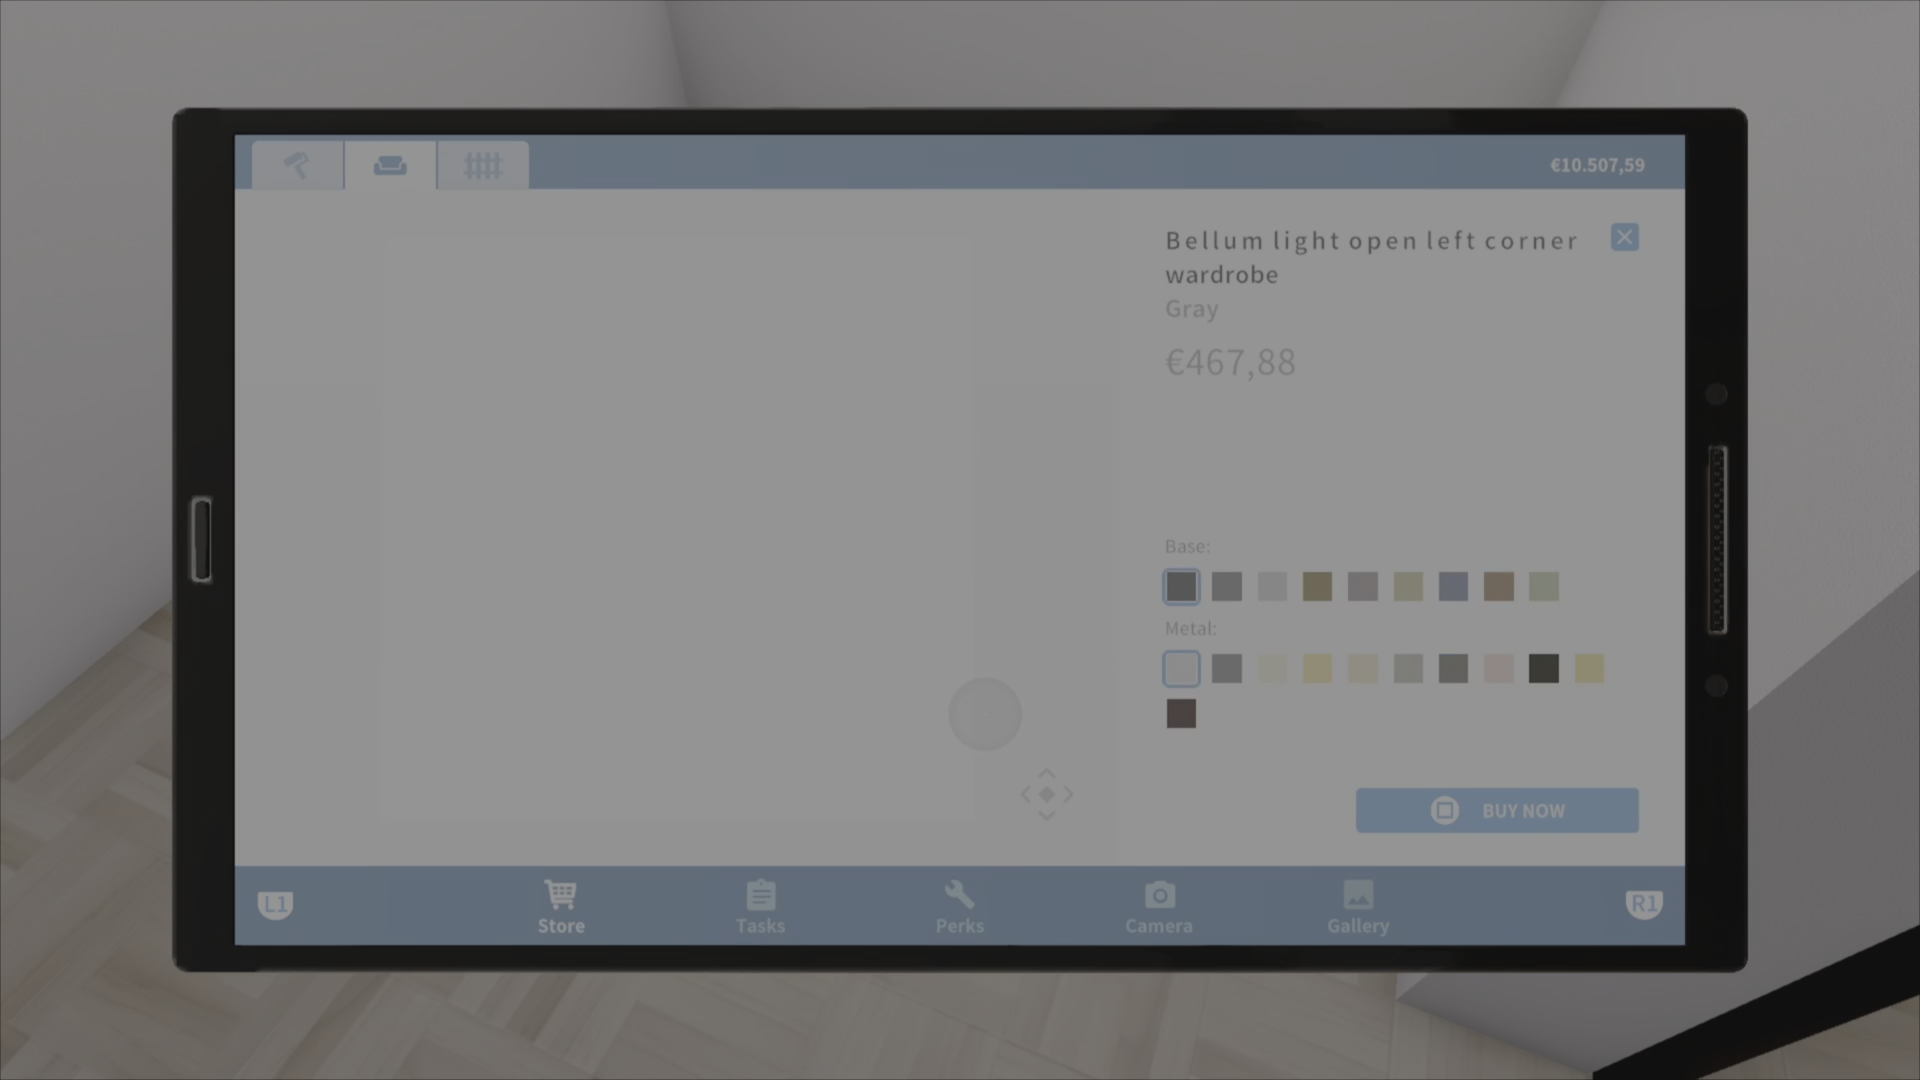 €10.507,59
Bellum light open left corner
wardrobe
Gray
€467,88
Base:
Metal:
BUY NOW
L1
Store
Tasks
Perks
Camera
Gallery
R1